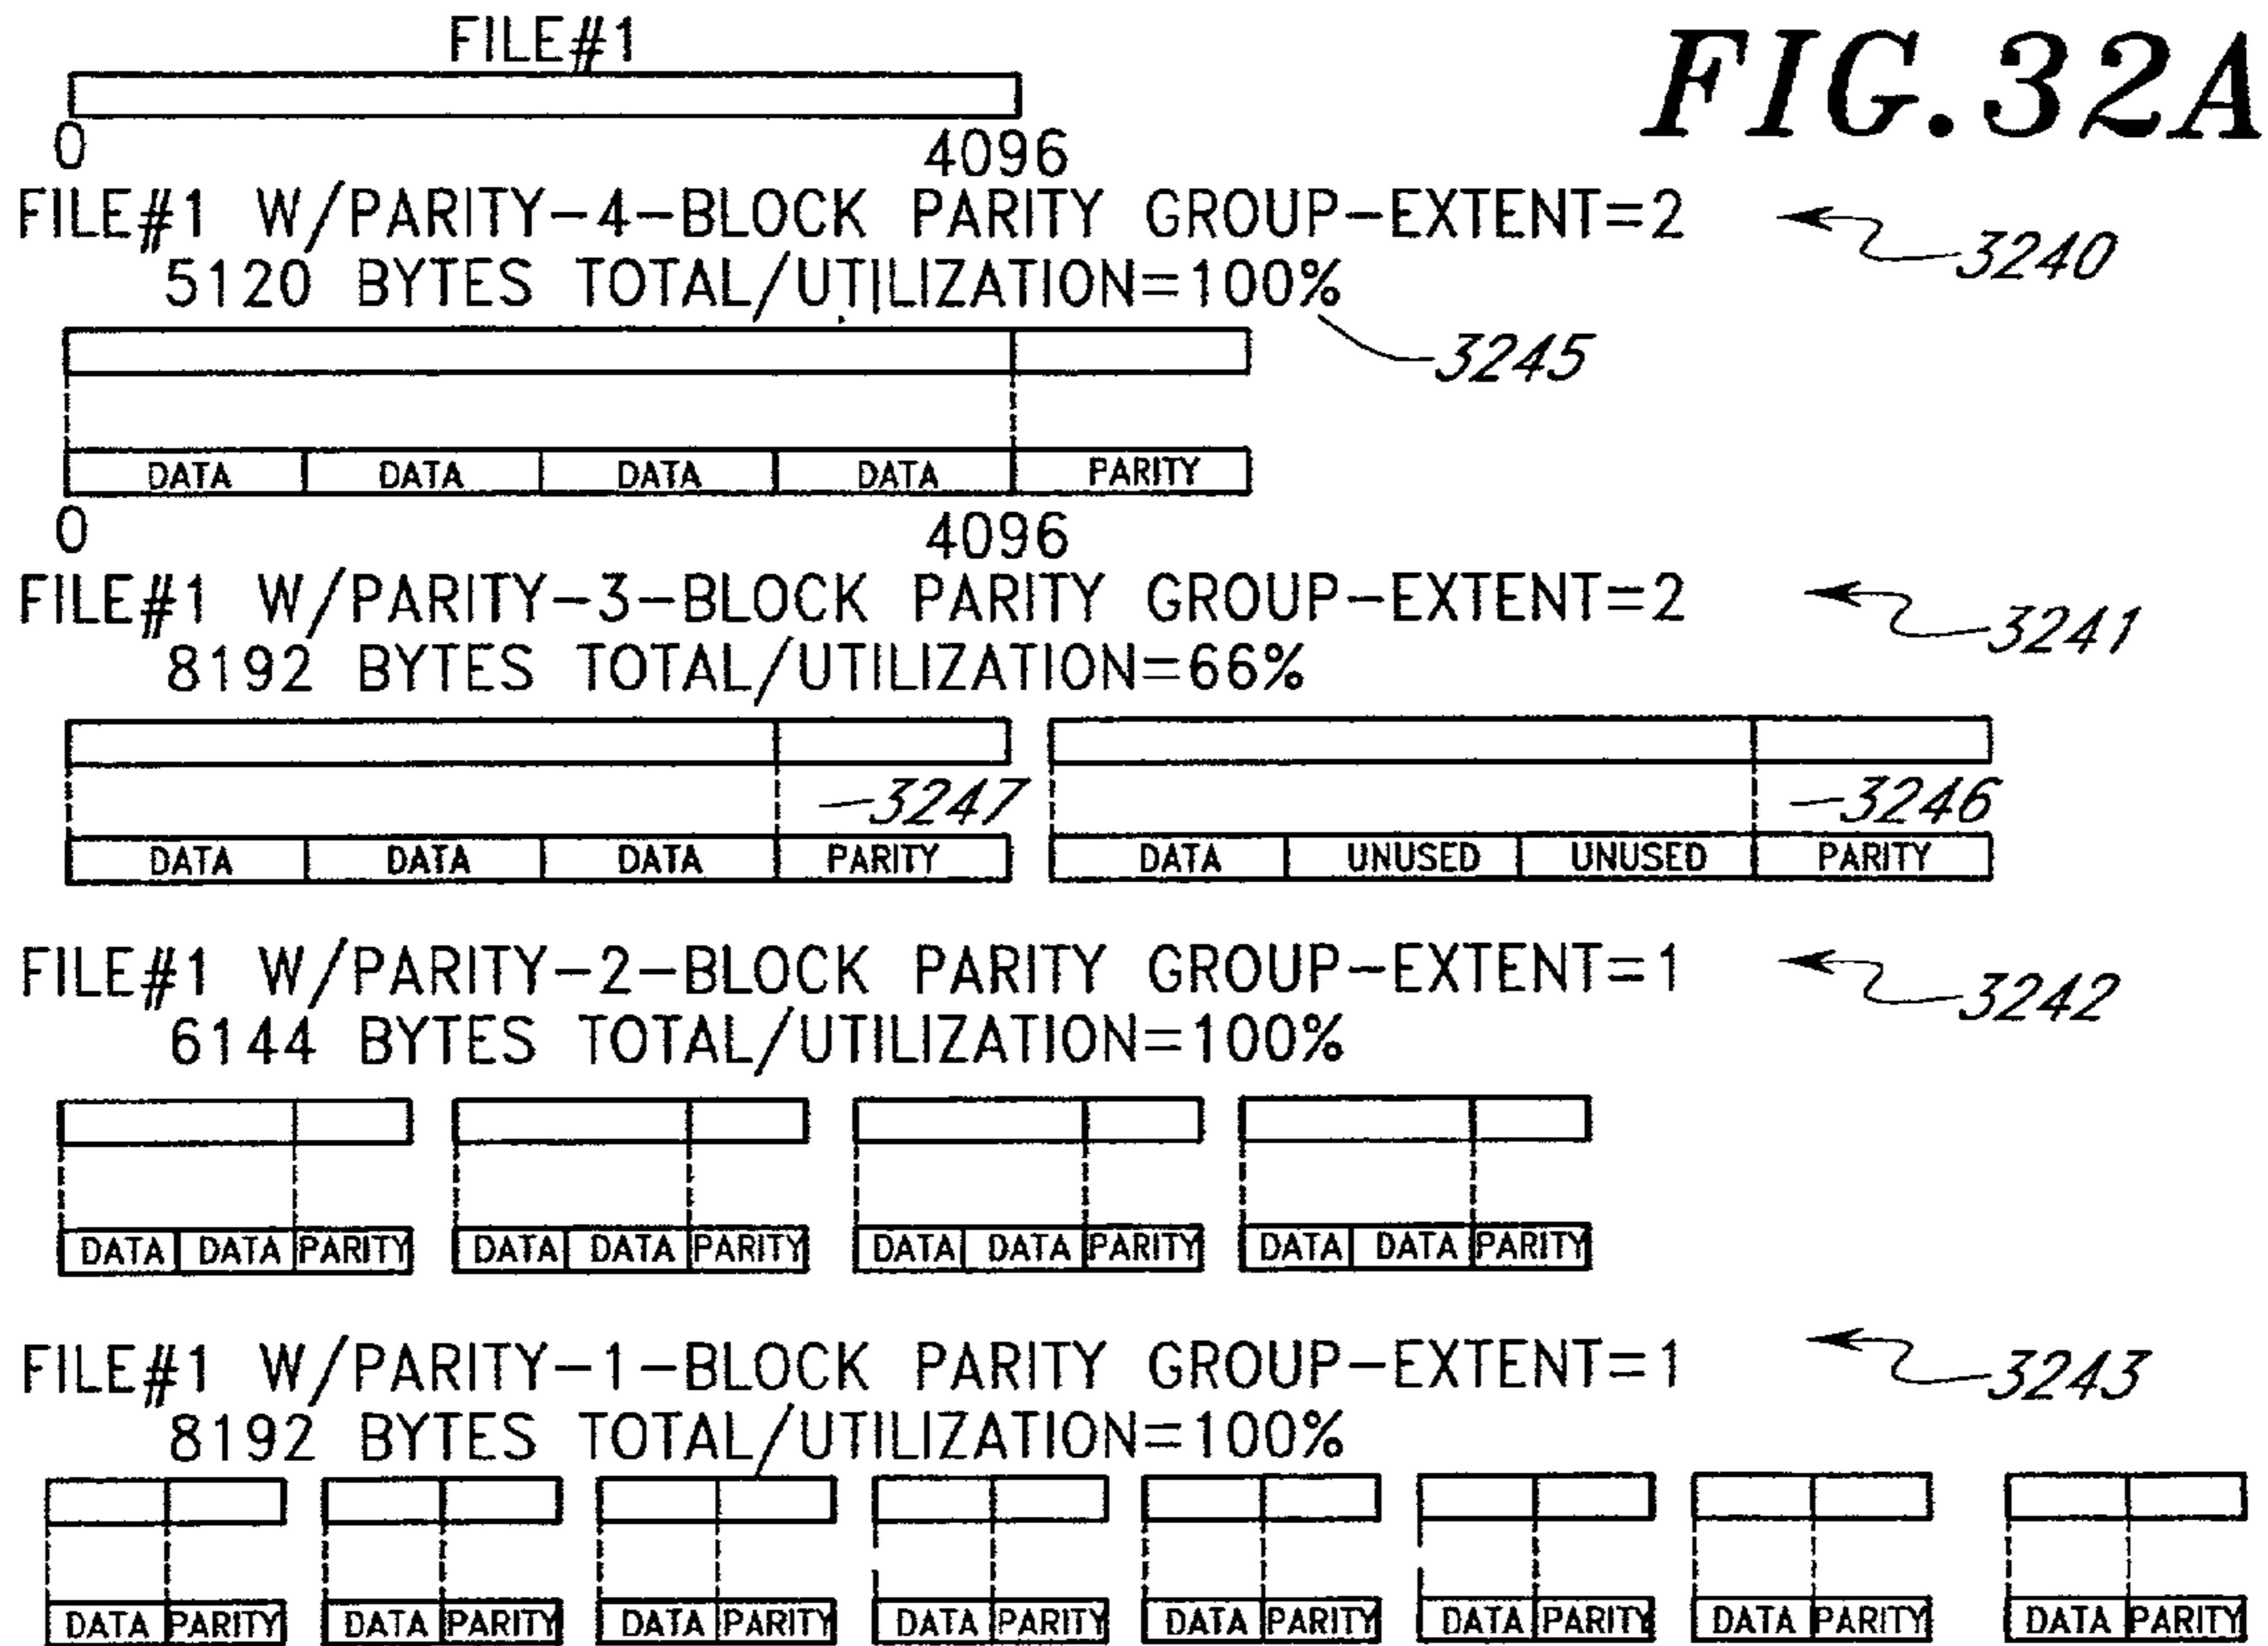 FILE#1
FIG.32A
0 4096
FILE#1 W/PARITY-4-BLOCK PARITY GROUP-EXTENT=2
3240
5120 BYTES TOTAL/UTILIZATION=100%
3245
DATA DATA DATA DATA PARITY
0 4096
FILE#1 W/PARITY-3-BLOCK PARITY GROUP-EXTENT=2
3241
8192 BYTES TOTAL/UTILIZATION=66%
3247 3246
DATA DATA DATA PARITY DATA UNUSED UNUSED PARITY
FILE#1 W/PARITY-2-BLOCK PARITY GROUP-EXTENT=1
3242
6144 BYTES TOTAL/UTILIZATION=100%
DATA DATA PARITY DATA DATA PARITY DATA DATA PARITY DATA DATA PARITY
FILE#1 W/PARITY-1-BLOCK PARITY GROUP-EXTENT=1
3243
8192 BYTES TOTAL/UTILIZATION=100%
DATA PARITY DATA PARITY DATA PARITY DATA PARITY DATA PARITY DATA PARITY DATA PARITY DATA PARITY